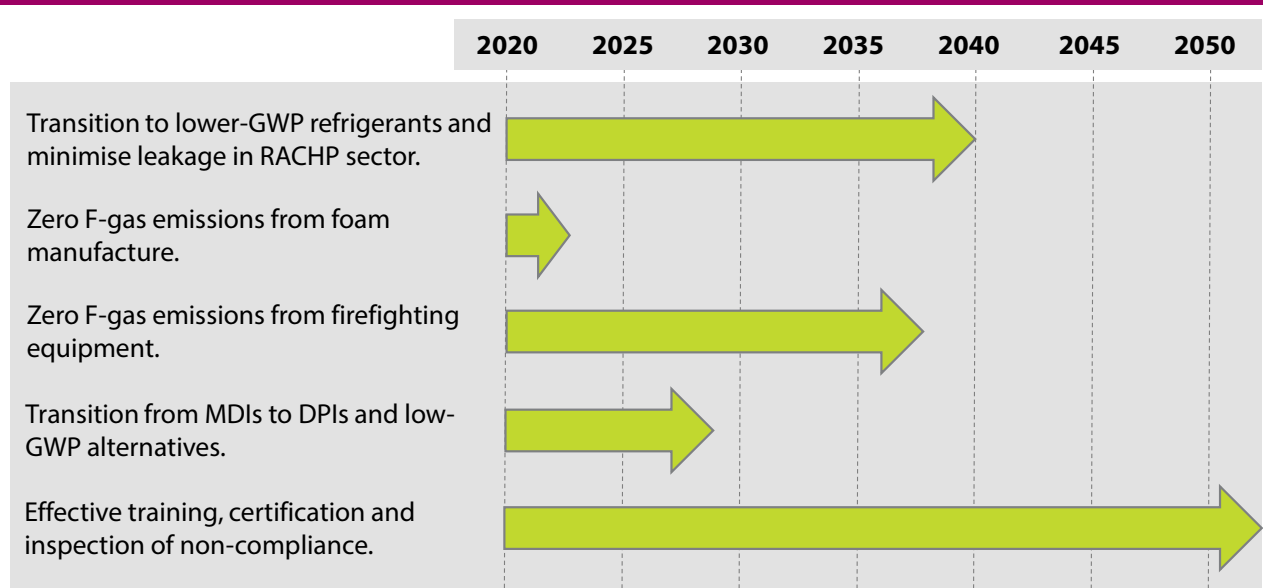 2020 2025 2030 2035 2040 2045 2050
Transition to lower-GWP refrigerants and
minimise leakage in RACHP sector.
Zero F-gas emissions from foam
manufacture.
Zero F-gas emissions from firefighting
equipment.
Transition from MDIs to DPIs and low-
GWP alternatives.
Effective training, certification and
inspection of non-compliance.